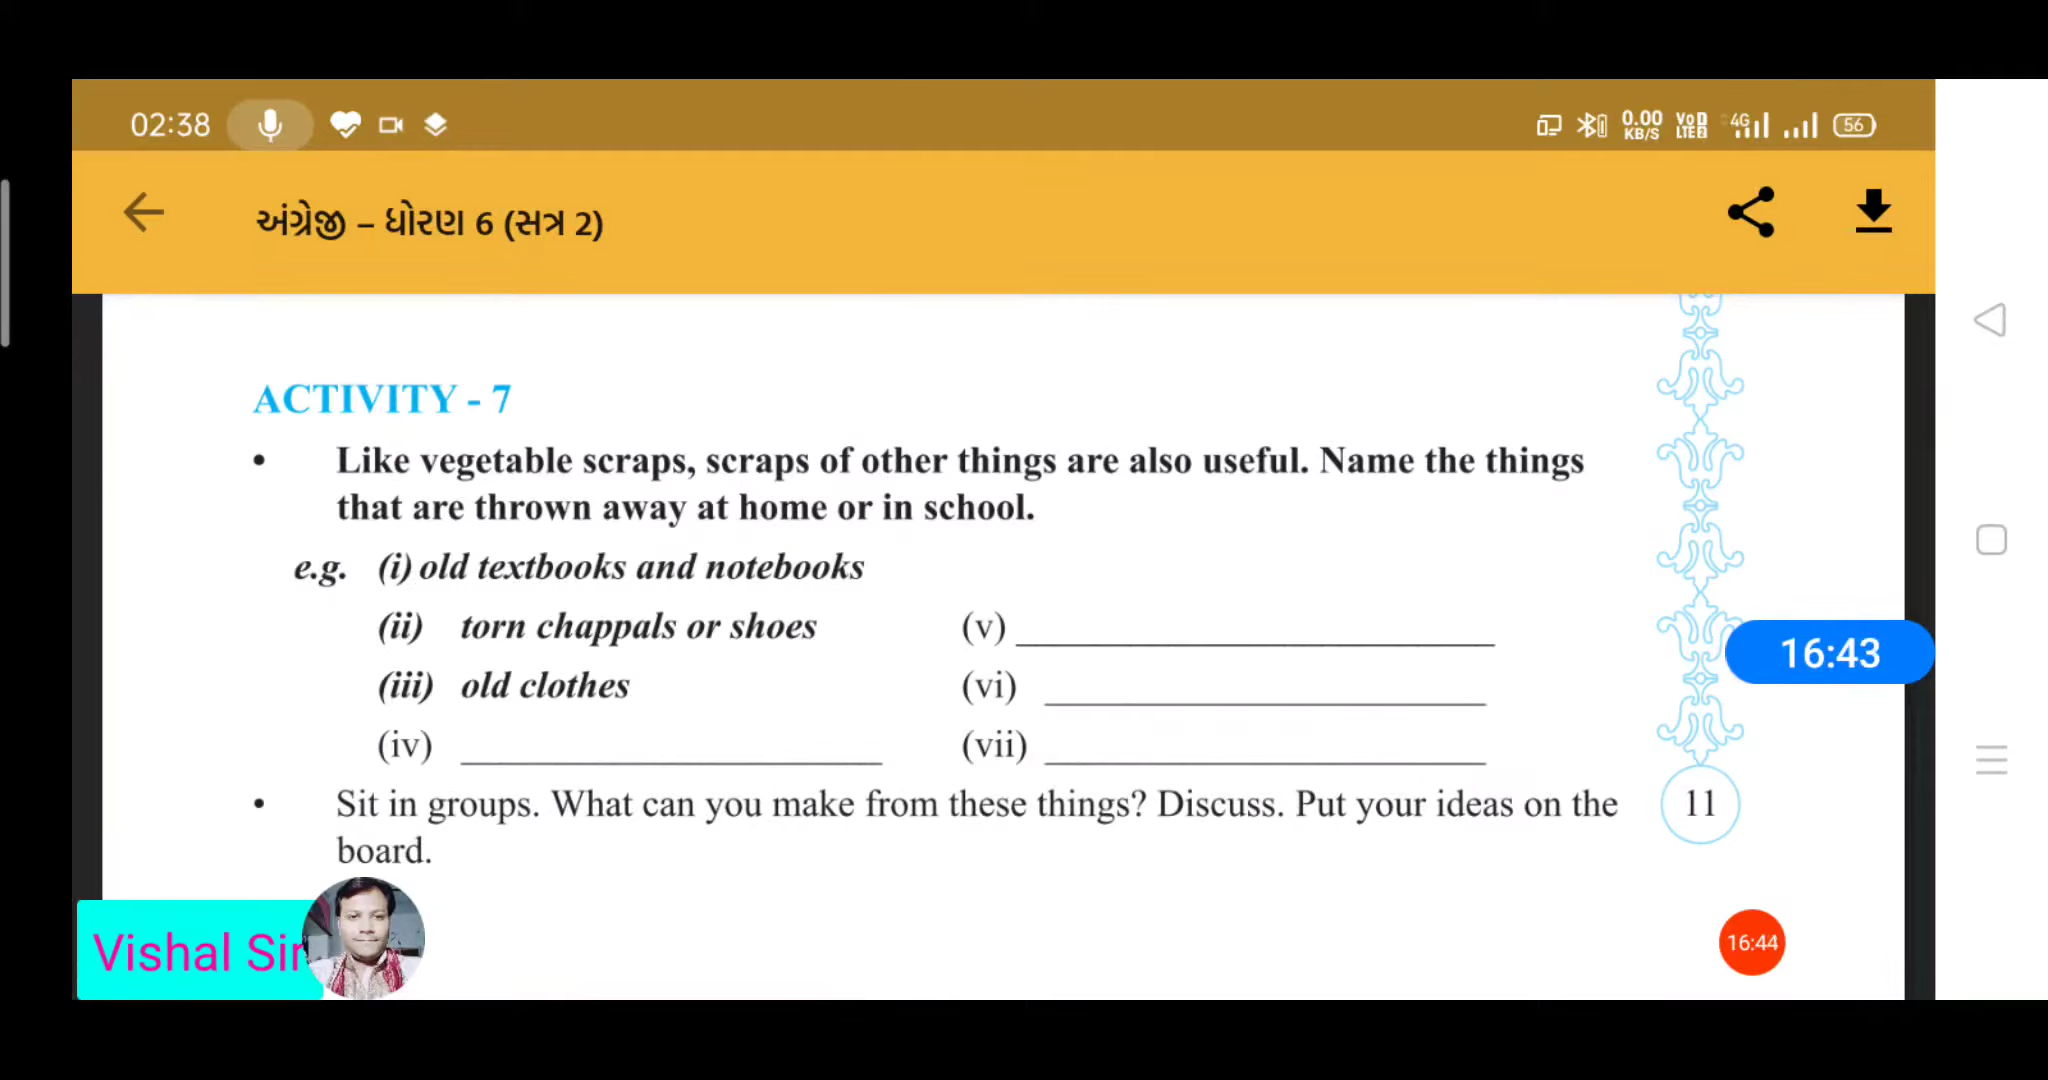 02:38
0.00
KB/S
VoD
LTE2
4G
56
અંગ્રેજી – ધોરણ 6 (સત્ર 2)
ACTIVITY - 7
• Like vegetable scraps, scraps of other things are also useful. Name the things
that are thrown away at home or in school.
e.g. (i) old textbooks and notebooks
(ii) torn chappals or shoes (v)
(iii) old clothes (vi)
(iv) (vii)
16:43
• Sit in groups. What can you make from these things? Discuss. Put your ideas on the
board.
11
Vishal Sir
16:44